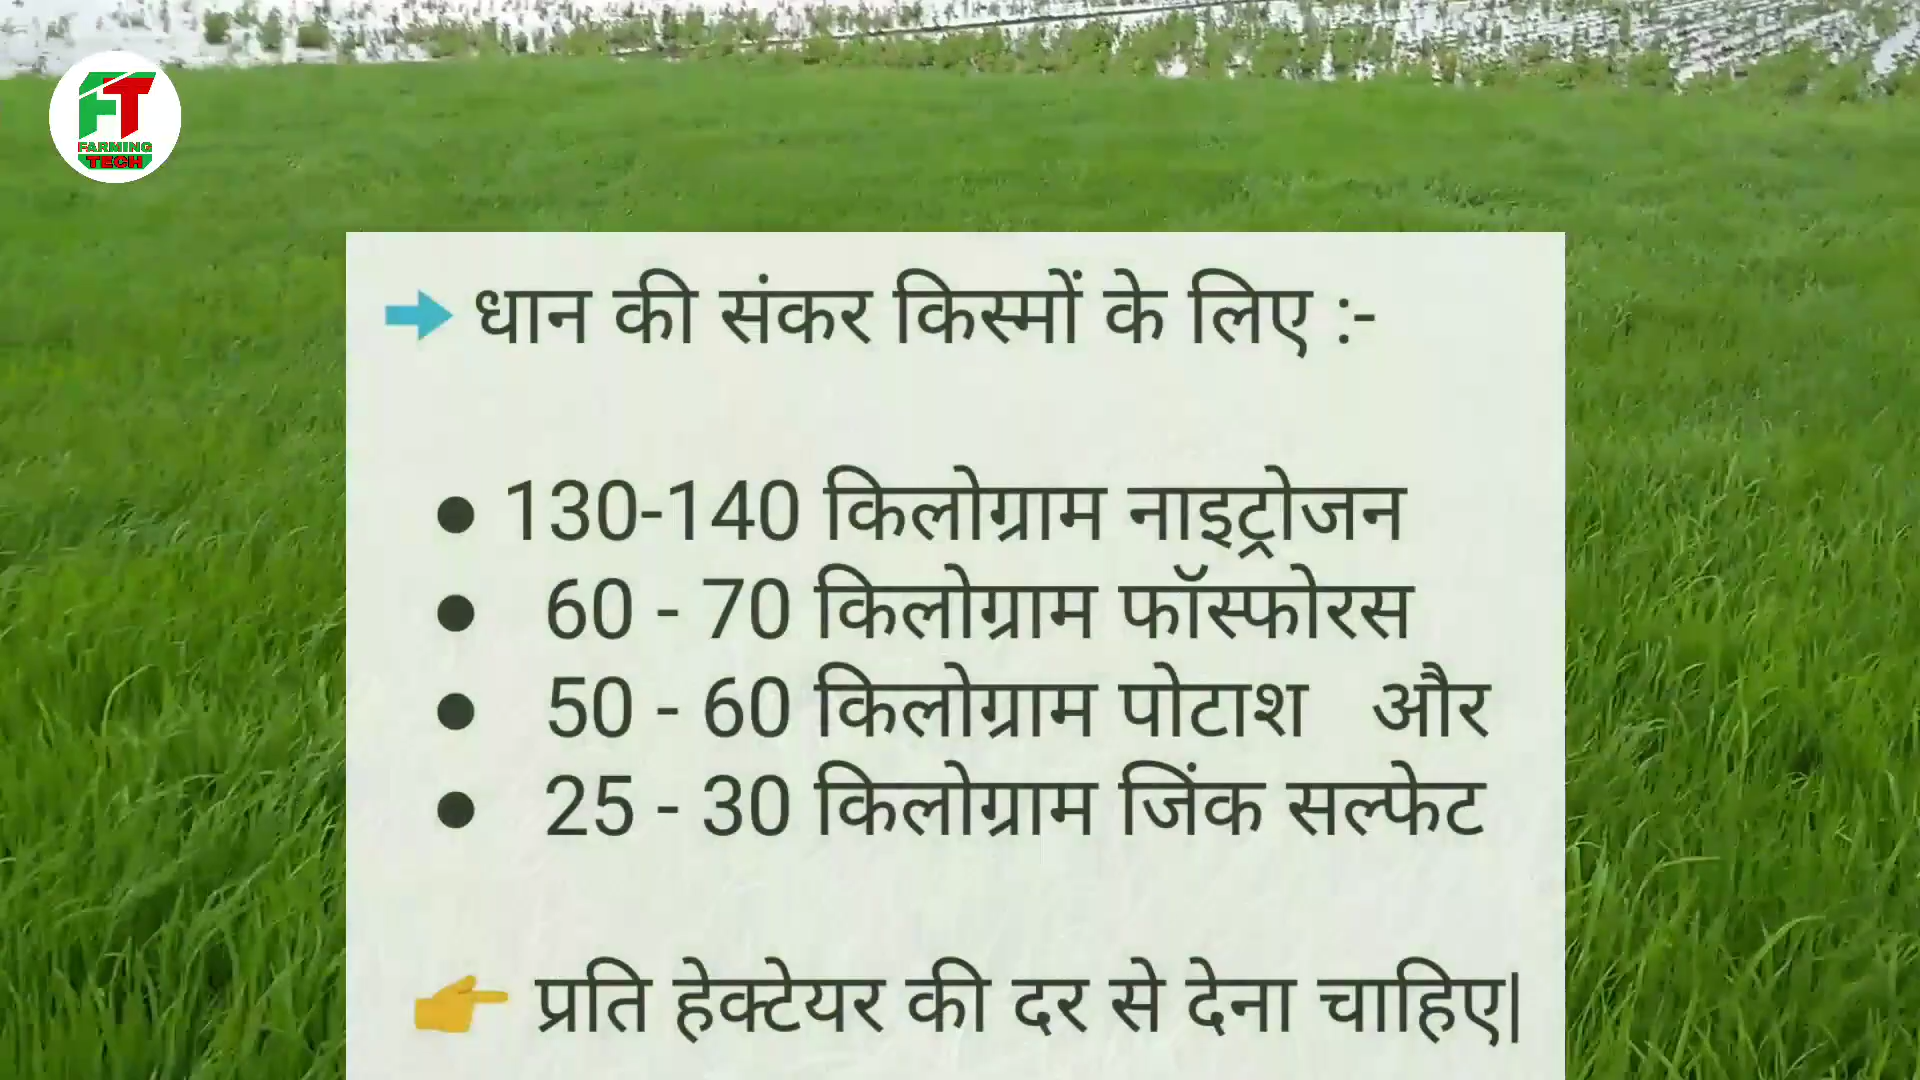 FT
FARMING
TECH
धान की संकर किस्मों के लिए :-
● 130-140 किलोग्राम नाइट्रोजन
● 60 - 70 किलोग्राम फॉस्फोरस
● 50 - 60 किलोग्राम पोटाश और
● 25 - 30 किलोग्राम जिंक सल्फेट
प्रति हेक्टेयर की दर से देना चाहिए|